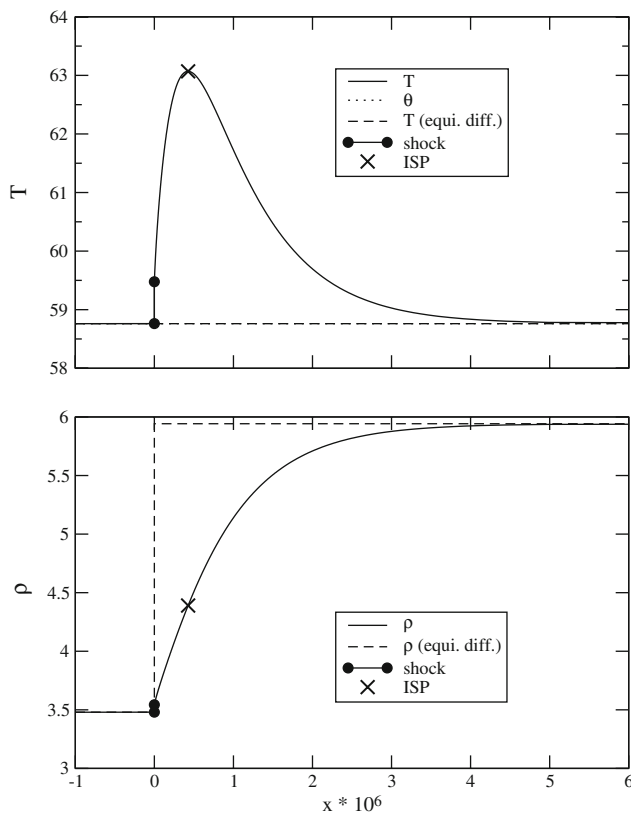 64
63
62
61
60
59
58
T
T
θ
T (equi. diff.)
shock
ISP
6
5.5
5
4.5
4
3.5
3
ρ
ρ
ρ (equi. diff.)
shock
ISP
-1 0 1 2 3 4 5 6
x * 10⁶